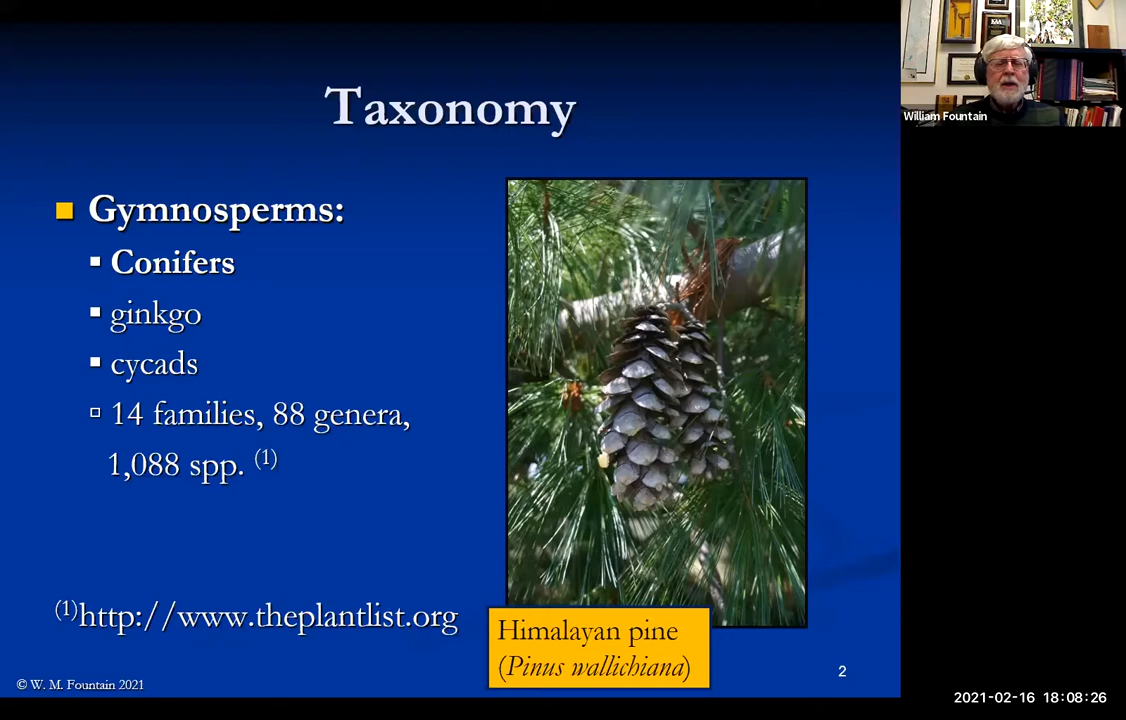 Taxonomy
Gymnosperms:
Conifers
ginkgo
cycads
14 families, 88 genera,
1,088 spp. (1)
(1)http://www.theplantlist.org
Himalayan pine
(Pinus wallichiana)
© W. M. Fountain 2021
2
William Fountain
2021-02-16 18:08:26